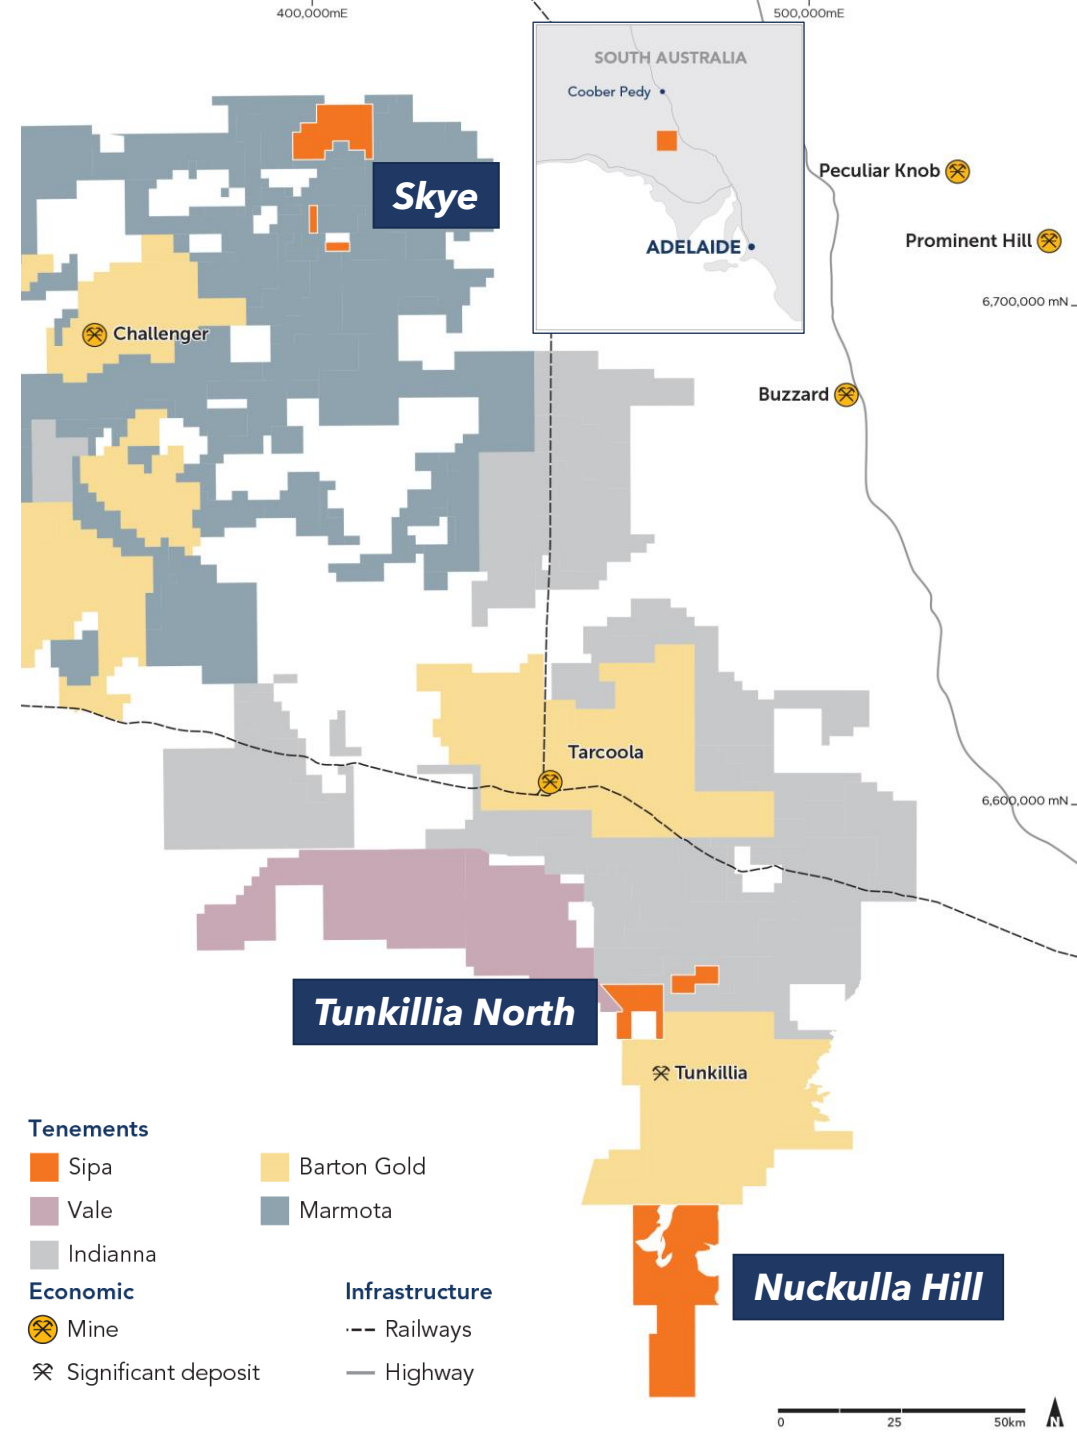 400,000mE
500,000mE
SOUTH AUSTRALIA
Coober Pedy
ADELAIDE
Peculiar Knob
Prominent Hill
6,700,000 mN
Skye
Challenger
Buzzard
Tarcoola
6,600,000 mN
Tunkillia North
Tunkillia
Nuckulla Hill
Tenements
Sipa
Barton Gold
Vale
Marmota
Indianna
Economic
Infrastructure
Mine
Railways
Significant deposit
Highway
0 25 50km
N